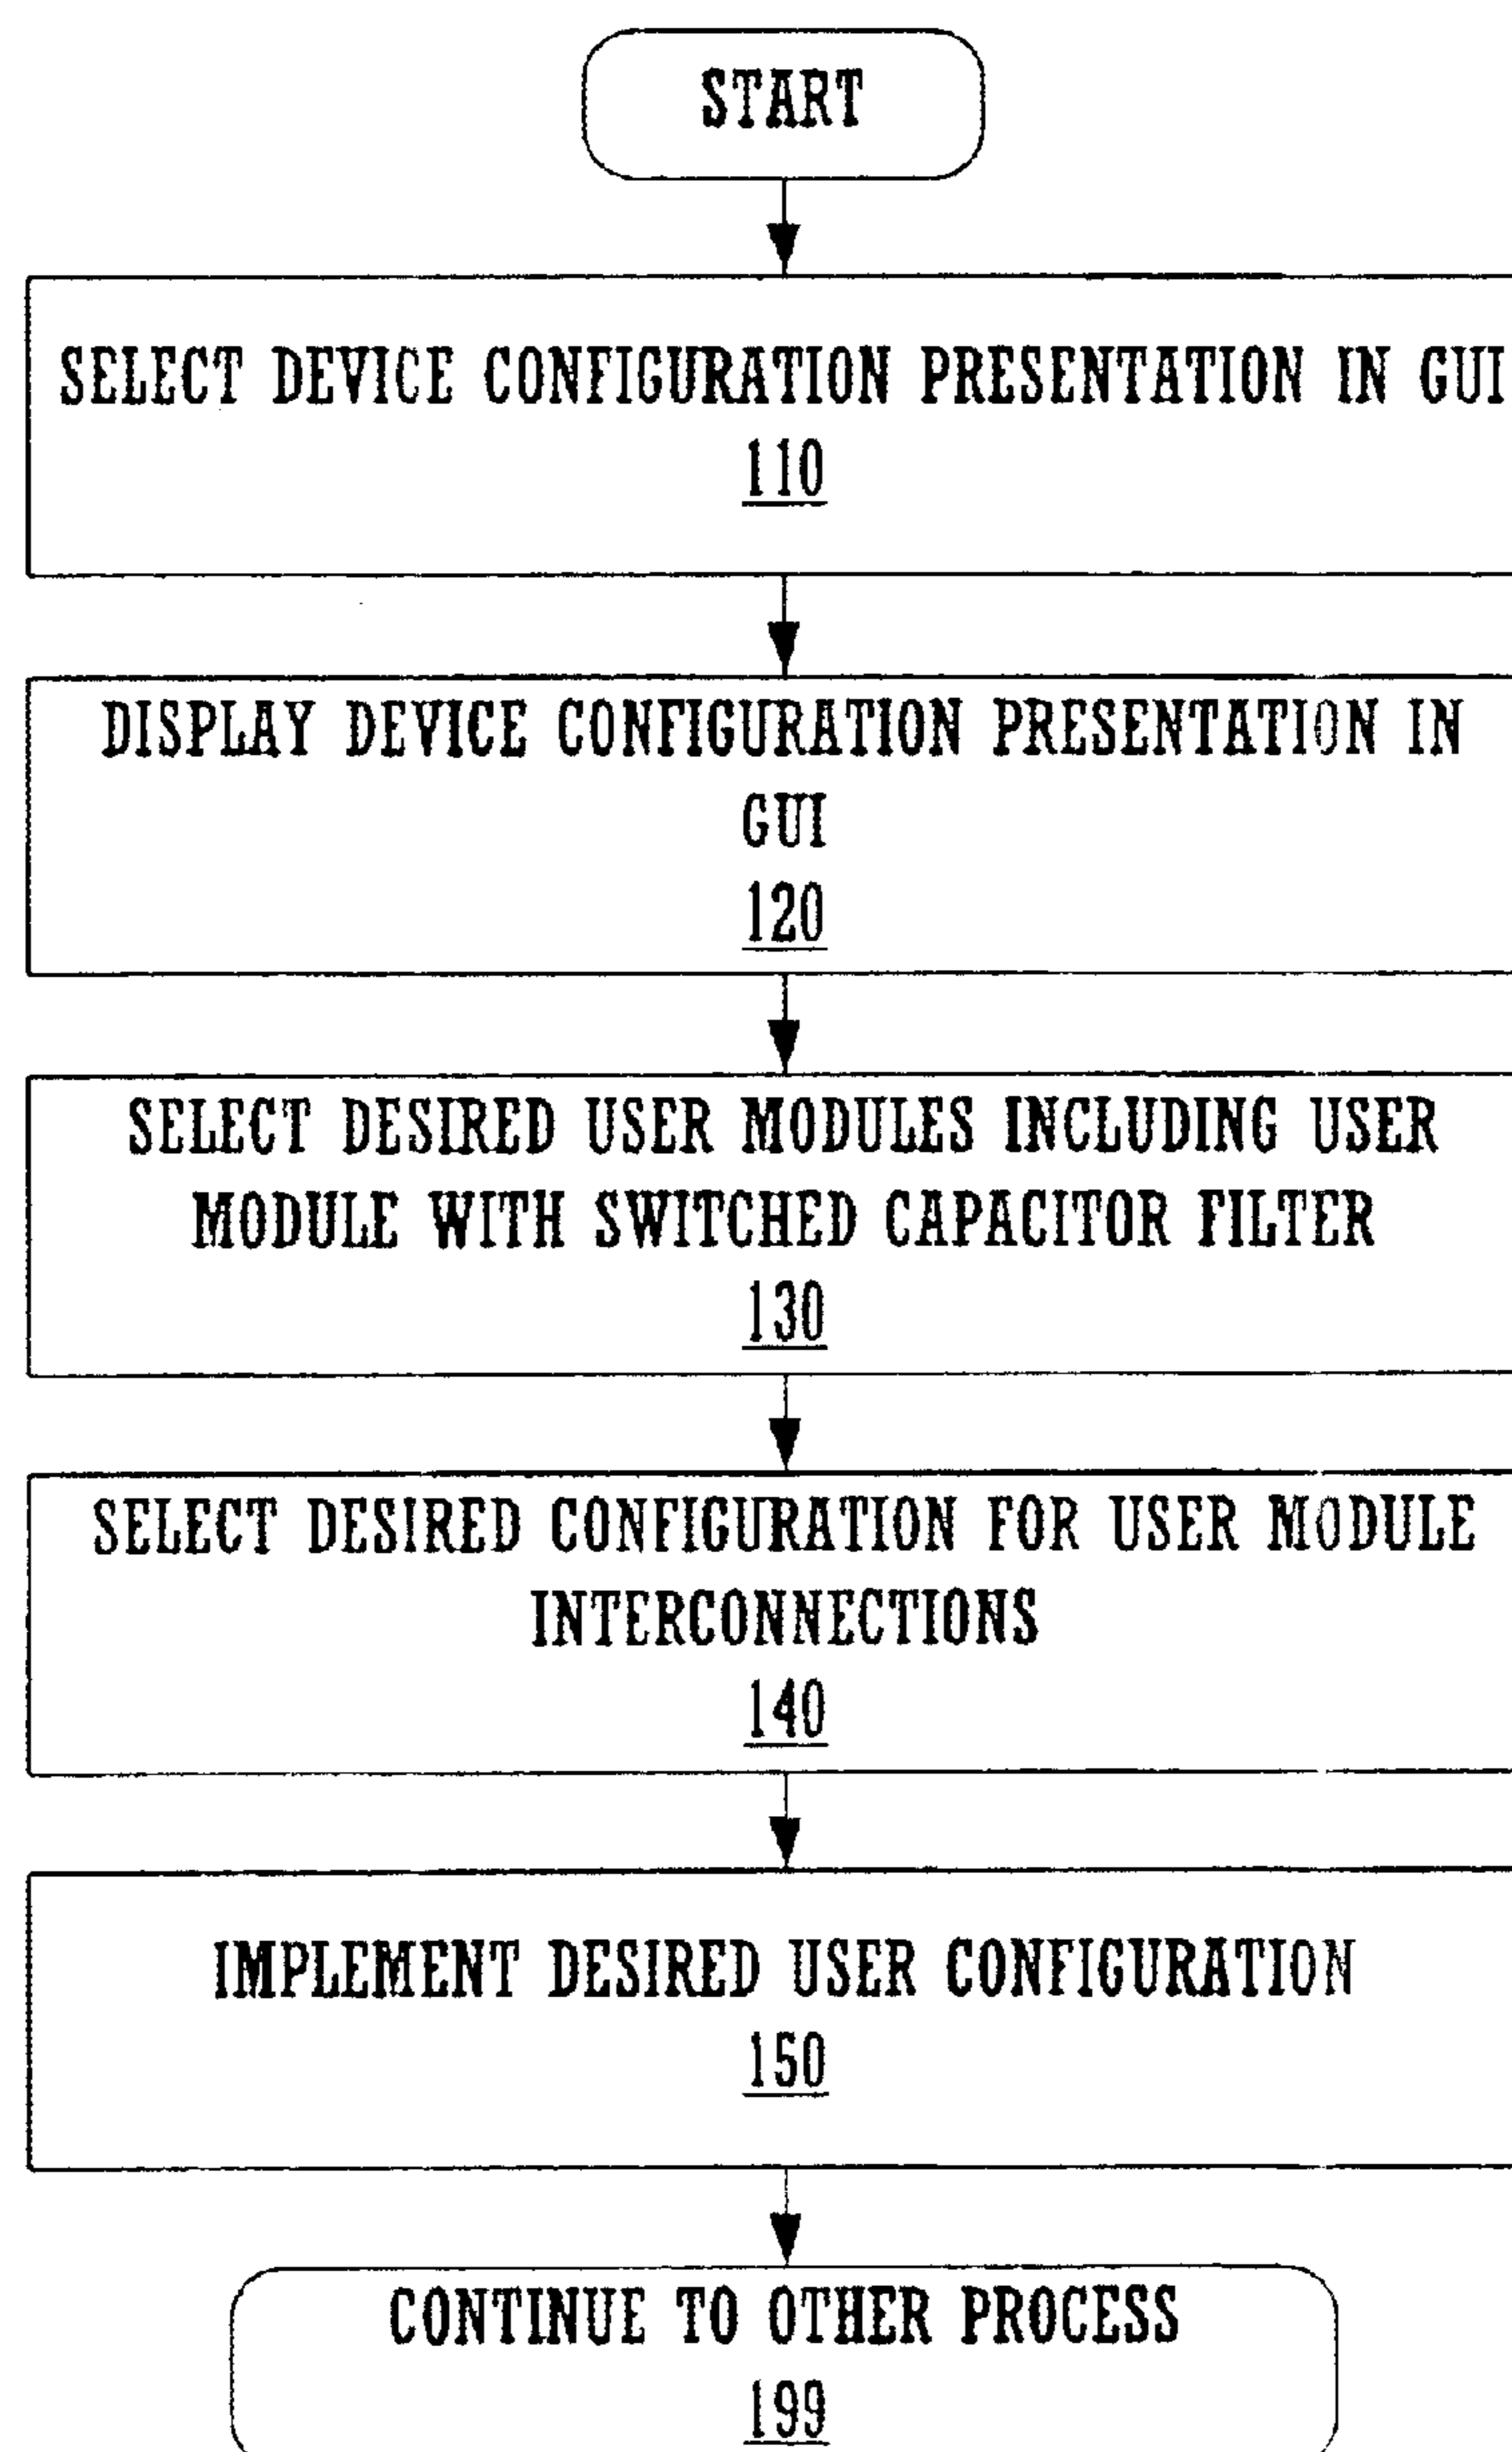 START
SELECT DEVICE CONFIGURATION PRESENTATION IN GUI
110
DISPLAY DEVICE CONFIGURATION PRESENTATION IN
GUI
120
SELECT DESIRED USER MODULES INCLUDING USER
MODULE WITH SWITCHED CAPACITOR FILTER
130
SELECT DESIRED CONFIGURATION FOR USER MODULE
INTERCONNECTIONS
140
IMPLEMENT DESIRED USER CONFIGURATION
150
CONTINUE TO OTHER PROCESS
199